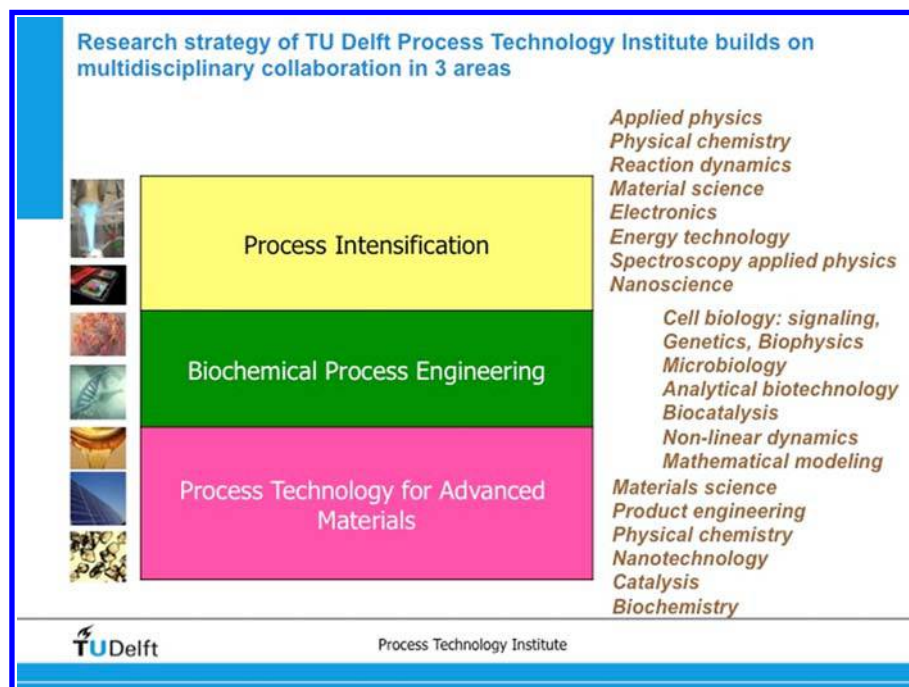 Research strategy of TU Delft Process Technology Institute builds on
multidisciplinary collaboration in 3 areas
Process Intensification
Biochemical Process Engineering
Process Technology for Advanced
Materials
Applied physics
Physical chemistry
Reaction dynamics
Material science
Electronics
Energy technology
Spectroscopy applied physics
Nanoscience
Cell biology: signaling,
Genetics, Biophysics
Microbiology
Analytical biotechnology
Biocatalysis
Non-linear dynamics
Mathematical modeling
Materials science
Product engineering
Physical chemistry
Nanotechnology
Catalysis
Biochemistry
TUDelft
Process Technology Institute